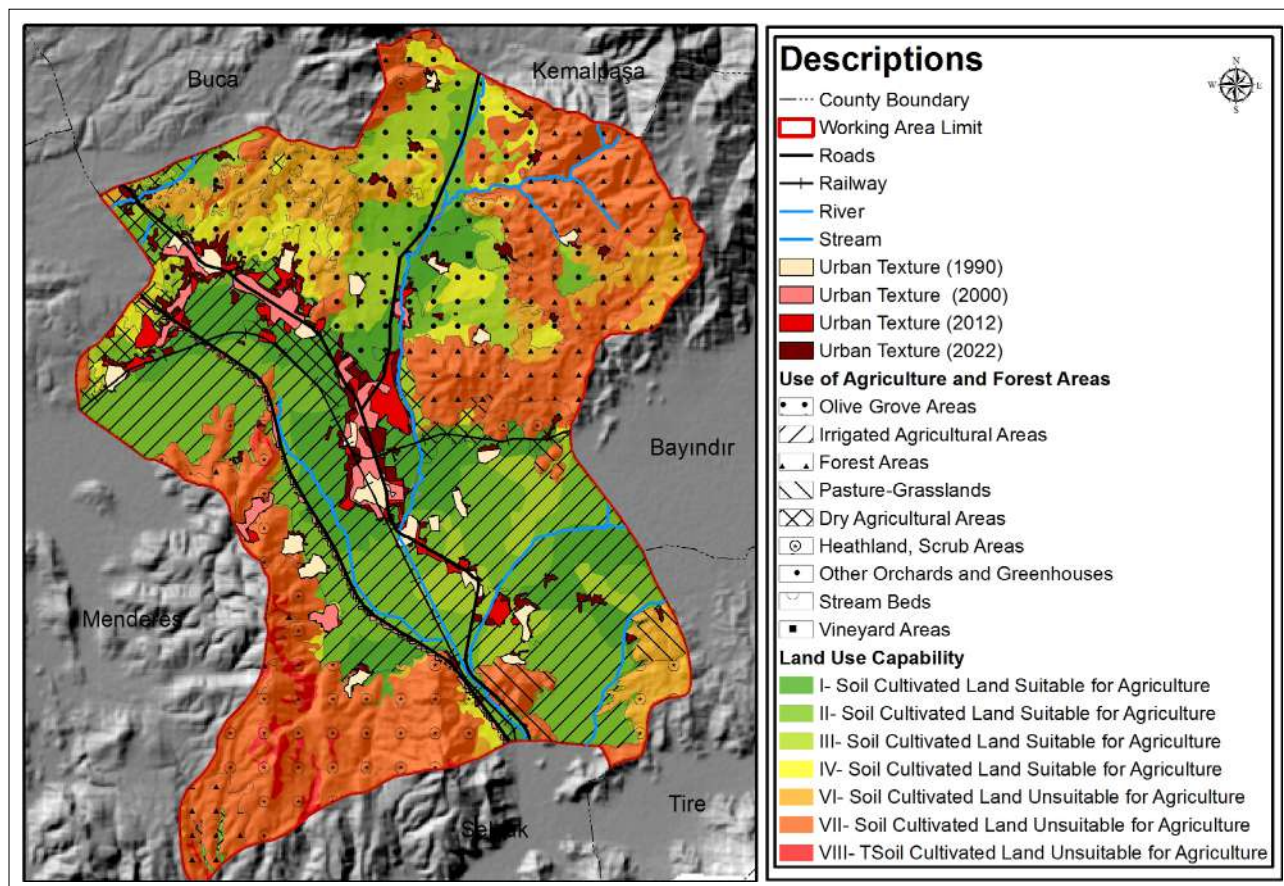 Buca
Kemalpaşa
Bayındır
Menderes
Tire
Selçuk
Descriptions
N
W
E
S
County Boundary
Working Area Limit
Roads
Railway
River
Stream
Urban Texture (1990)
Urban Texture (2000)
Urban Texture (2012)
Urban Texture (2022)
Use of Agriculture and Forest Areas
Olive Grove Areas
Irrigated Agricultural Areas
Forest Areas
Pasture-Grasslands
Dry Agricultural Areas
Heathland, Scrub Areas
Other Orchards and Greenhouses
Stream Beds
Vineyard Areas
Land Use Capability
I- Soil Cultivated Land Suitable for Agriculture
II- Soil Cultivated Land Suitable for Agriculture
III- Soil Cultivated Land Suitable for Agriculture
IV- Soil Cultivated Land Suitable for Agriculture
VI- Soil Cultivated Land Unsuitable for Agriculture
VII- Soil Cultivated Land Unsuitable for Agriculture
VIII- TSoil Cultivated Land Unsuitable for Agriculture